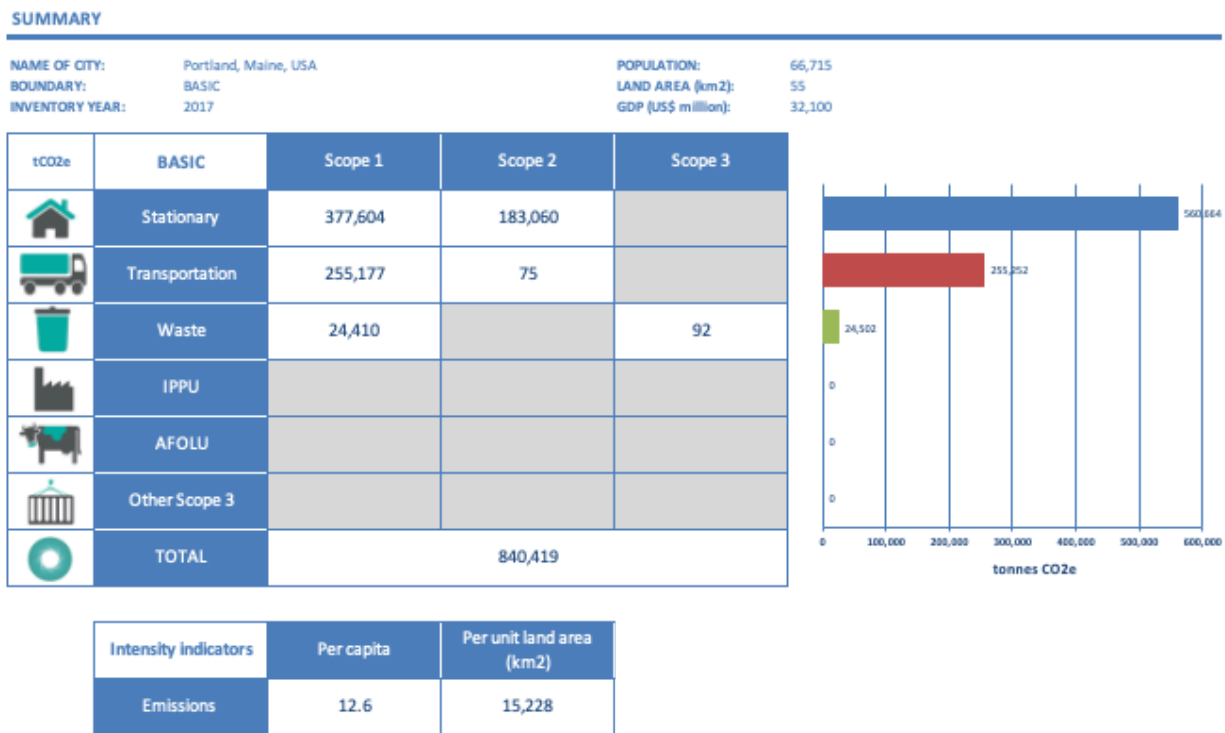 SUMMARY
NAME OF CITY: Portland, Maine, USA POPULATION: 66,715
BOUNDARY: BASIC LAND AREA (km2): 55
INVENTORY YEAR: 2017 GDP (US$ million): 32,100
tCO2e BASIC Scope 1 Scope 2 Scope 3
Stationary 377,604 183,060
Transportation 255,177 75
Waste 24,410 92
IPPU
AFOLU
Other Scope 3
TOTAL 840,419
560,664
255,252
24,502
0
0
0
0 100,000 200,000 300,000 400,000 500,000 600,000
tonnes CO2e
Intensity indicators Per capita Per unit land area
(km2)
Emissions 12.6 15,228